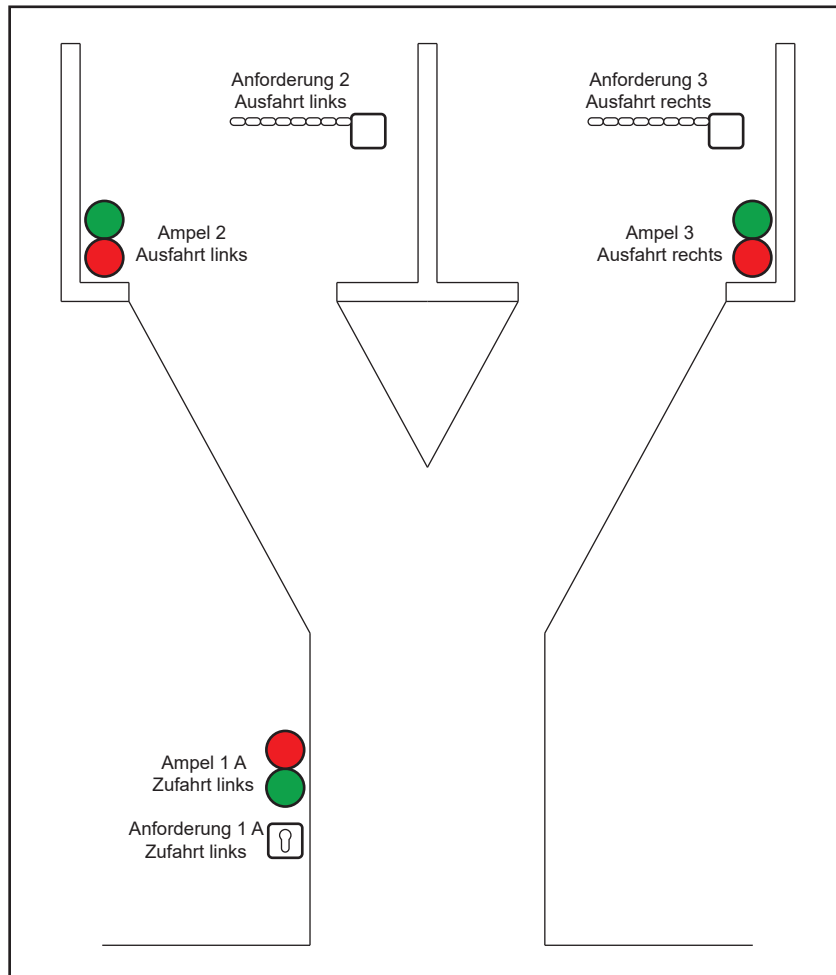 Anforderung 2
Ausfahrt links
Anforderung 3
Ausfahrt rechts
Ampel 2
Ausfahrt links
Ampel 3
Ausfahrt rechts
Ampel 1 A
Zufahrt links
Anforderung 1 A
Zufahrt links